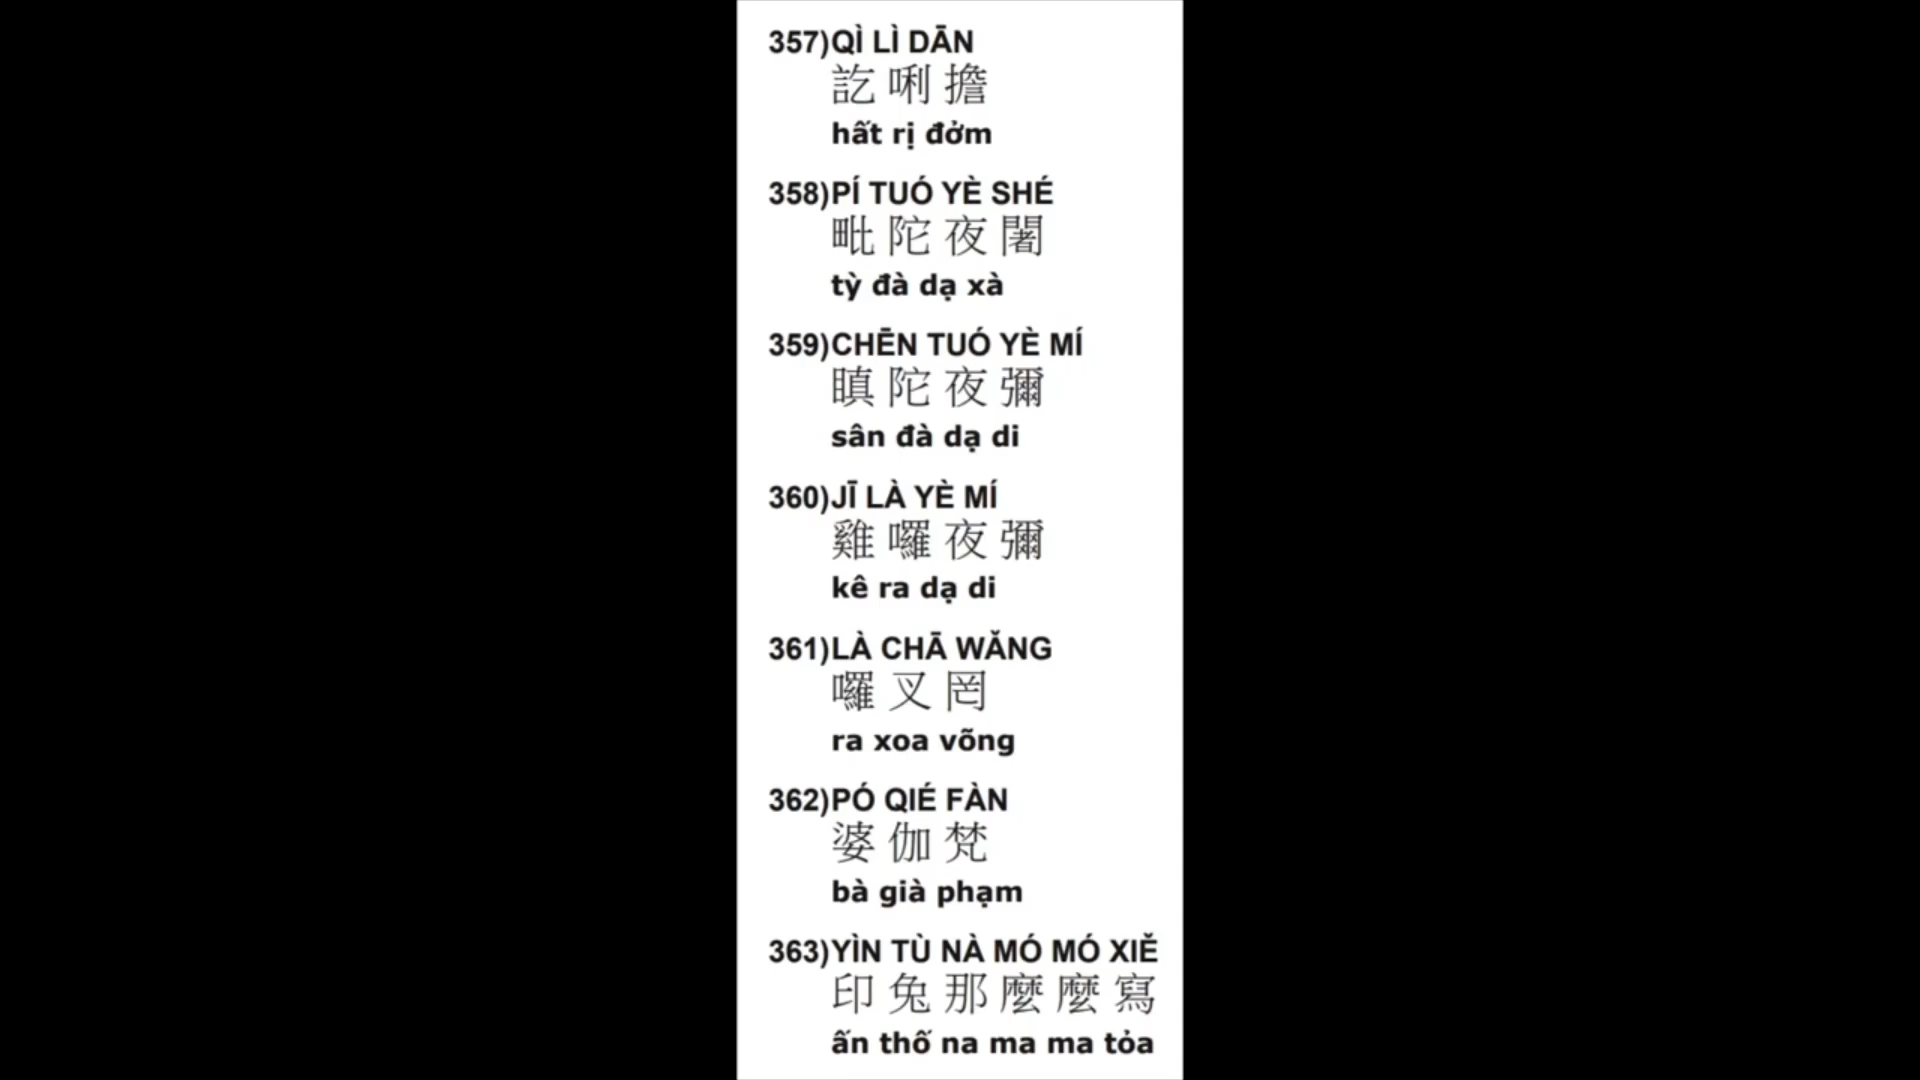 357)QÌ LÌ DĀN
訖 唎 擔
hất rị đởm
358)PÍ TUÓ YÈ SHÉ
毗 陀 夜 闍
tỳ đà dạ xà
359)CHĒN TUÓ YÈ MÍ
瞋 陀 夜 彌
sân đà dạ di
360)JĪ LÀ YÈ MÍ
雞 囉 夜 彌
kê ra dạ di
361)LÀ CHĀ WǍNG
囉 叉 罔
ra xoa võng
362)PÓ QIÉ FÀN
婆 伽 梵
bà già phạm
363)YÌN TÙ NÀ MÓ MÓ XIĚ
印 兔 那 麼 麼 寫
ấn thố na ma ma tỏa